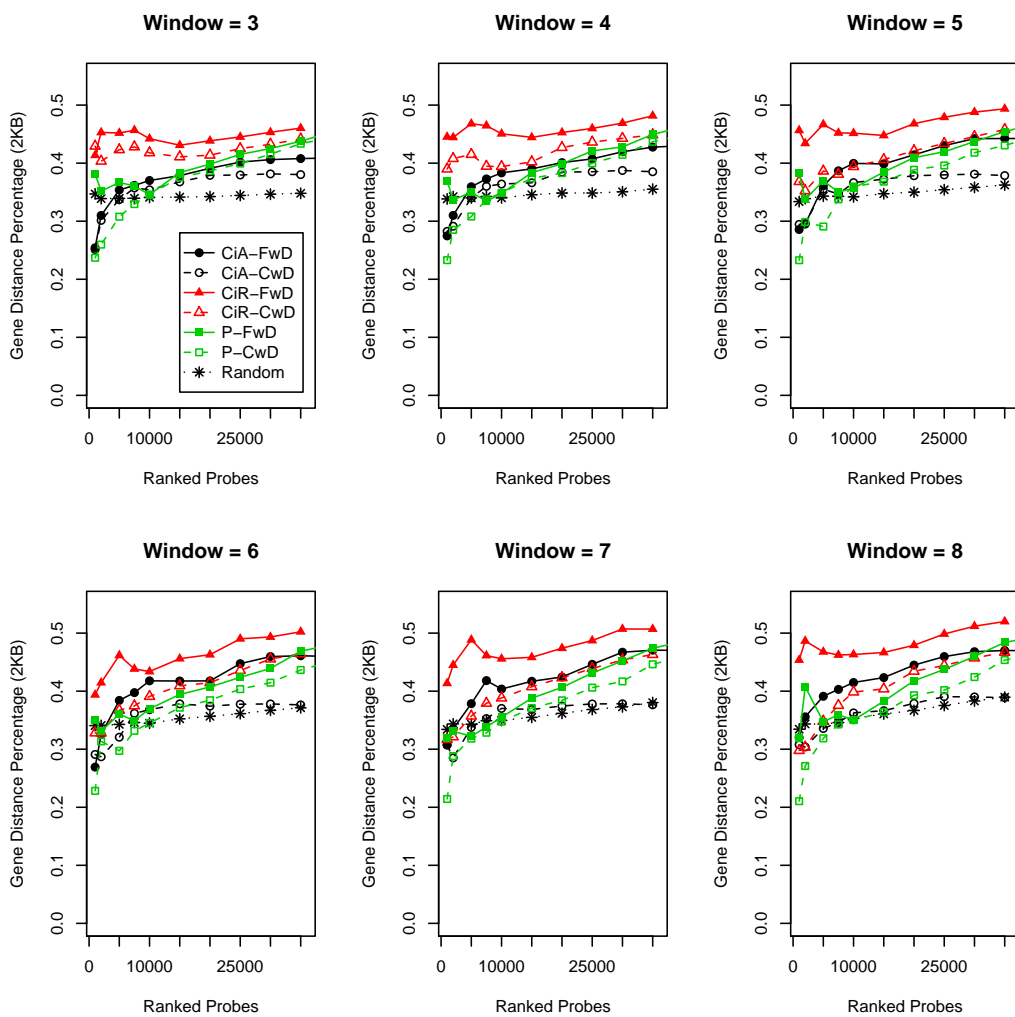 Window = 3
Gene Distance Percentage (2KB)
0.5
0.4
0.3
0.2
0.1
0.0
CiA−FwD
CiA−CwD
CiR−FwD
CiR−CwD
P−FwD
P−CwD
Random
0 10000 25000
Ranked Probes
Window = 4
Gene Distance Percentage (2KB)
0.5
0.4
0.3
0.2
0.1
0.0
0 10000 25000
Ranked Probes
Window = 5
Gene Distance Percentage (2KB)
0.5
0.4
0.3
0.2
0.1
0.0
0 10000 25000
Ranked Probes
Window = 6
Gene Distance Percentage (2KB)
0.5
0.4
0.3
0.2
0.1
0.0
0 10000 25000
Ranked Probes
Window = 7
Gene Distance Percentage (2KB)
0.5
0.4
0.3
0.2
0.1
0.0
0 10000 25000
Ranked Probes
Window = 8
Gene Distance Percentage (2KB)
0.5
0.4
0.3
0.2
0.1
0.0
0 10000 25000
Ranked Probes